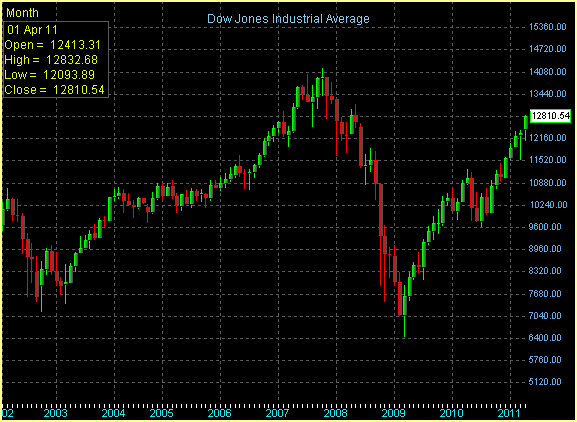 Month
Dow Jones Industrial Average
01 Apr 11
Open = 12413.31
High = 12832.68
Low = 12093.89
Close = 12810.54
15360.00
14720.00
14080.00
13440.00
12810.54
12160.00
11520.00
10880.00
10240.00
9600.00
8960.00
8320.00
7680.00
7040.00
6400.00
5760.00
5120.00
02 2003 2004 2005 2006 2007 2008 2009 2010 2011